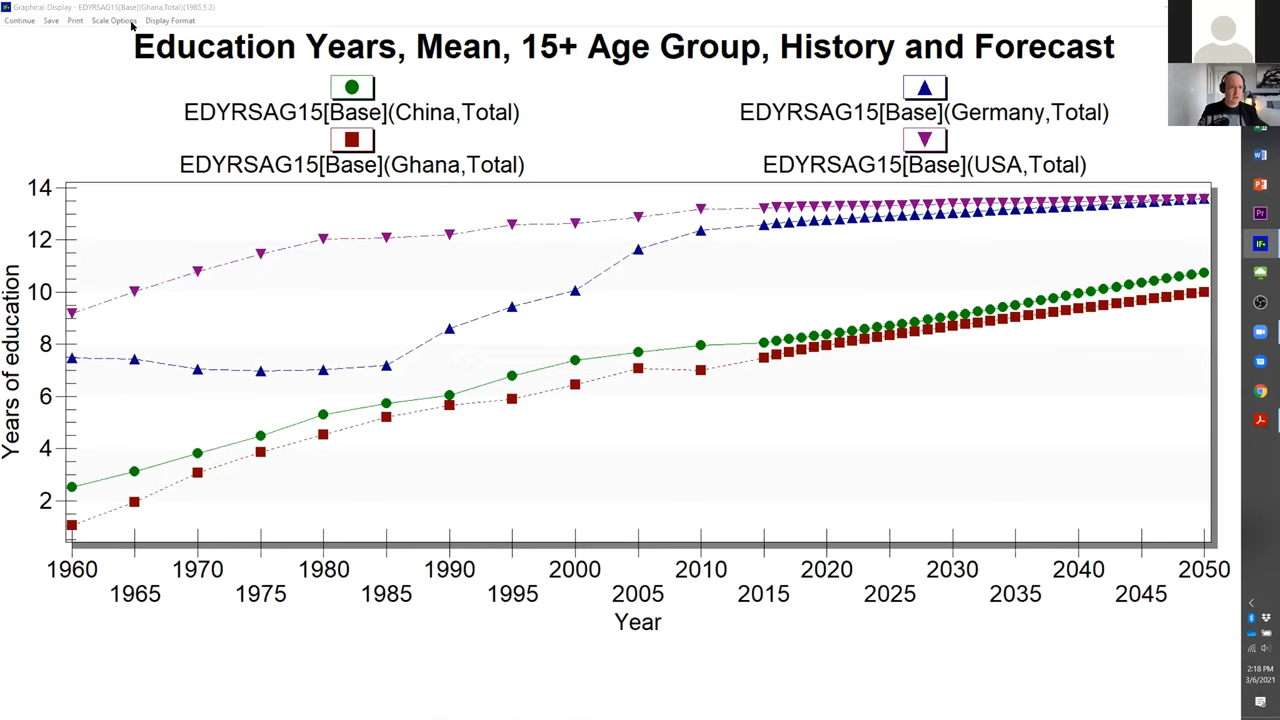 Graphical Display - EDYRSAG15[Base](Ghana,Total)(1985,5.2)
Continue Save Print Scale Options Display Format
Education Years, Mean, 15+ Age Group, History and Forecast
EDYRSAG15[Base](China,Total)
EDYRSAG15[Base](Germany,Total)
EDYRSAG15[Base](Ghana,Total)
EDYRSAG15[Base](USA,Total)
14
12
10
8
6
4
2
Years of education
1960 1970 1980 1990 2000 2010 2020 2030 2040 2050
1965 1975 1985 1995 2005 2015 2025 2035 2045
Year
Pr
IF+
2:18 PM
3/6/2021